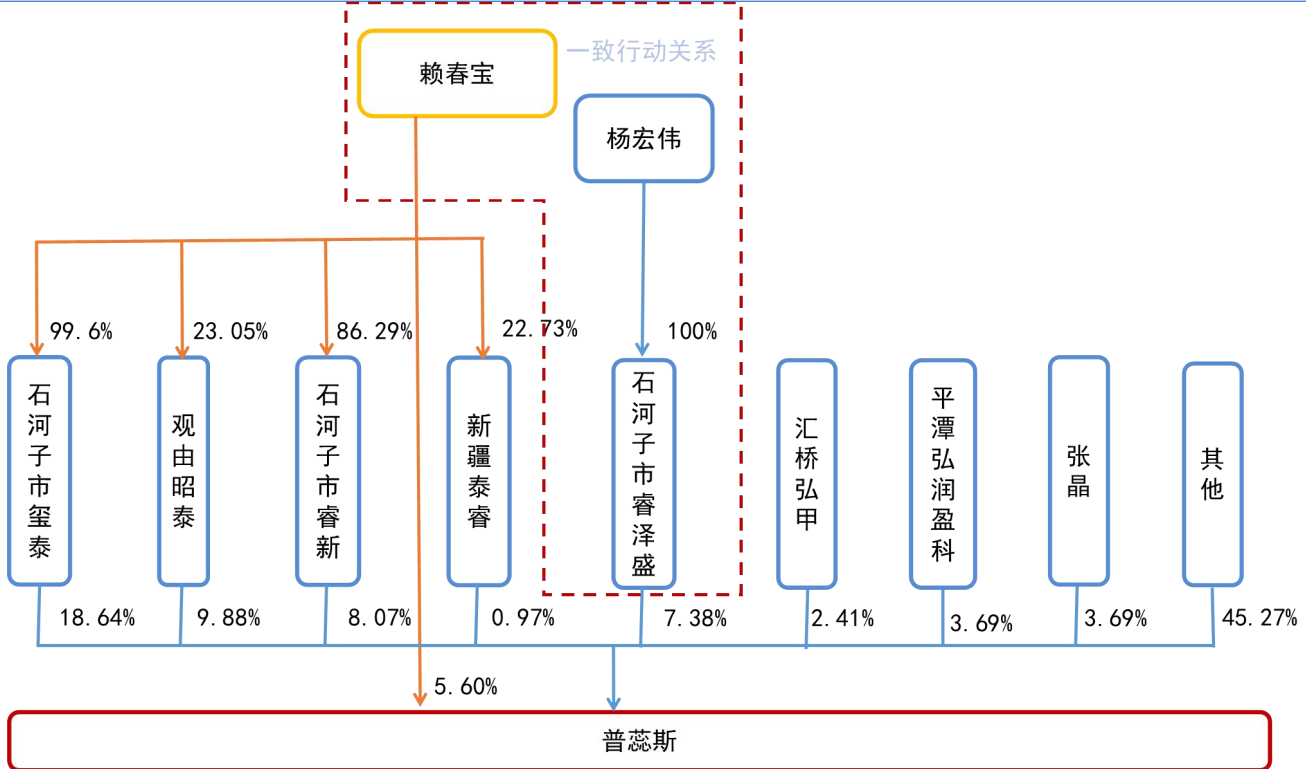 赖春宝
一致行动关系
杨宏伟
99.6%
23.05%
86.29%
22.73%
100%
石河子市玺泰
观由昭泰
石河子市睿新
新疆泰睿
石河子市睿泽盛
汇桥弘甲
平潭弘润盈科
张晶
其他
18.64%
9.88%
8.07%
0.97%
7.38%
2.41%
3.69%
3.69%
45.27%
5.60%
普蕊斯